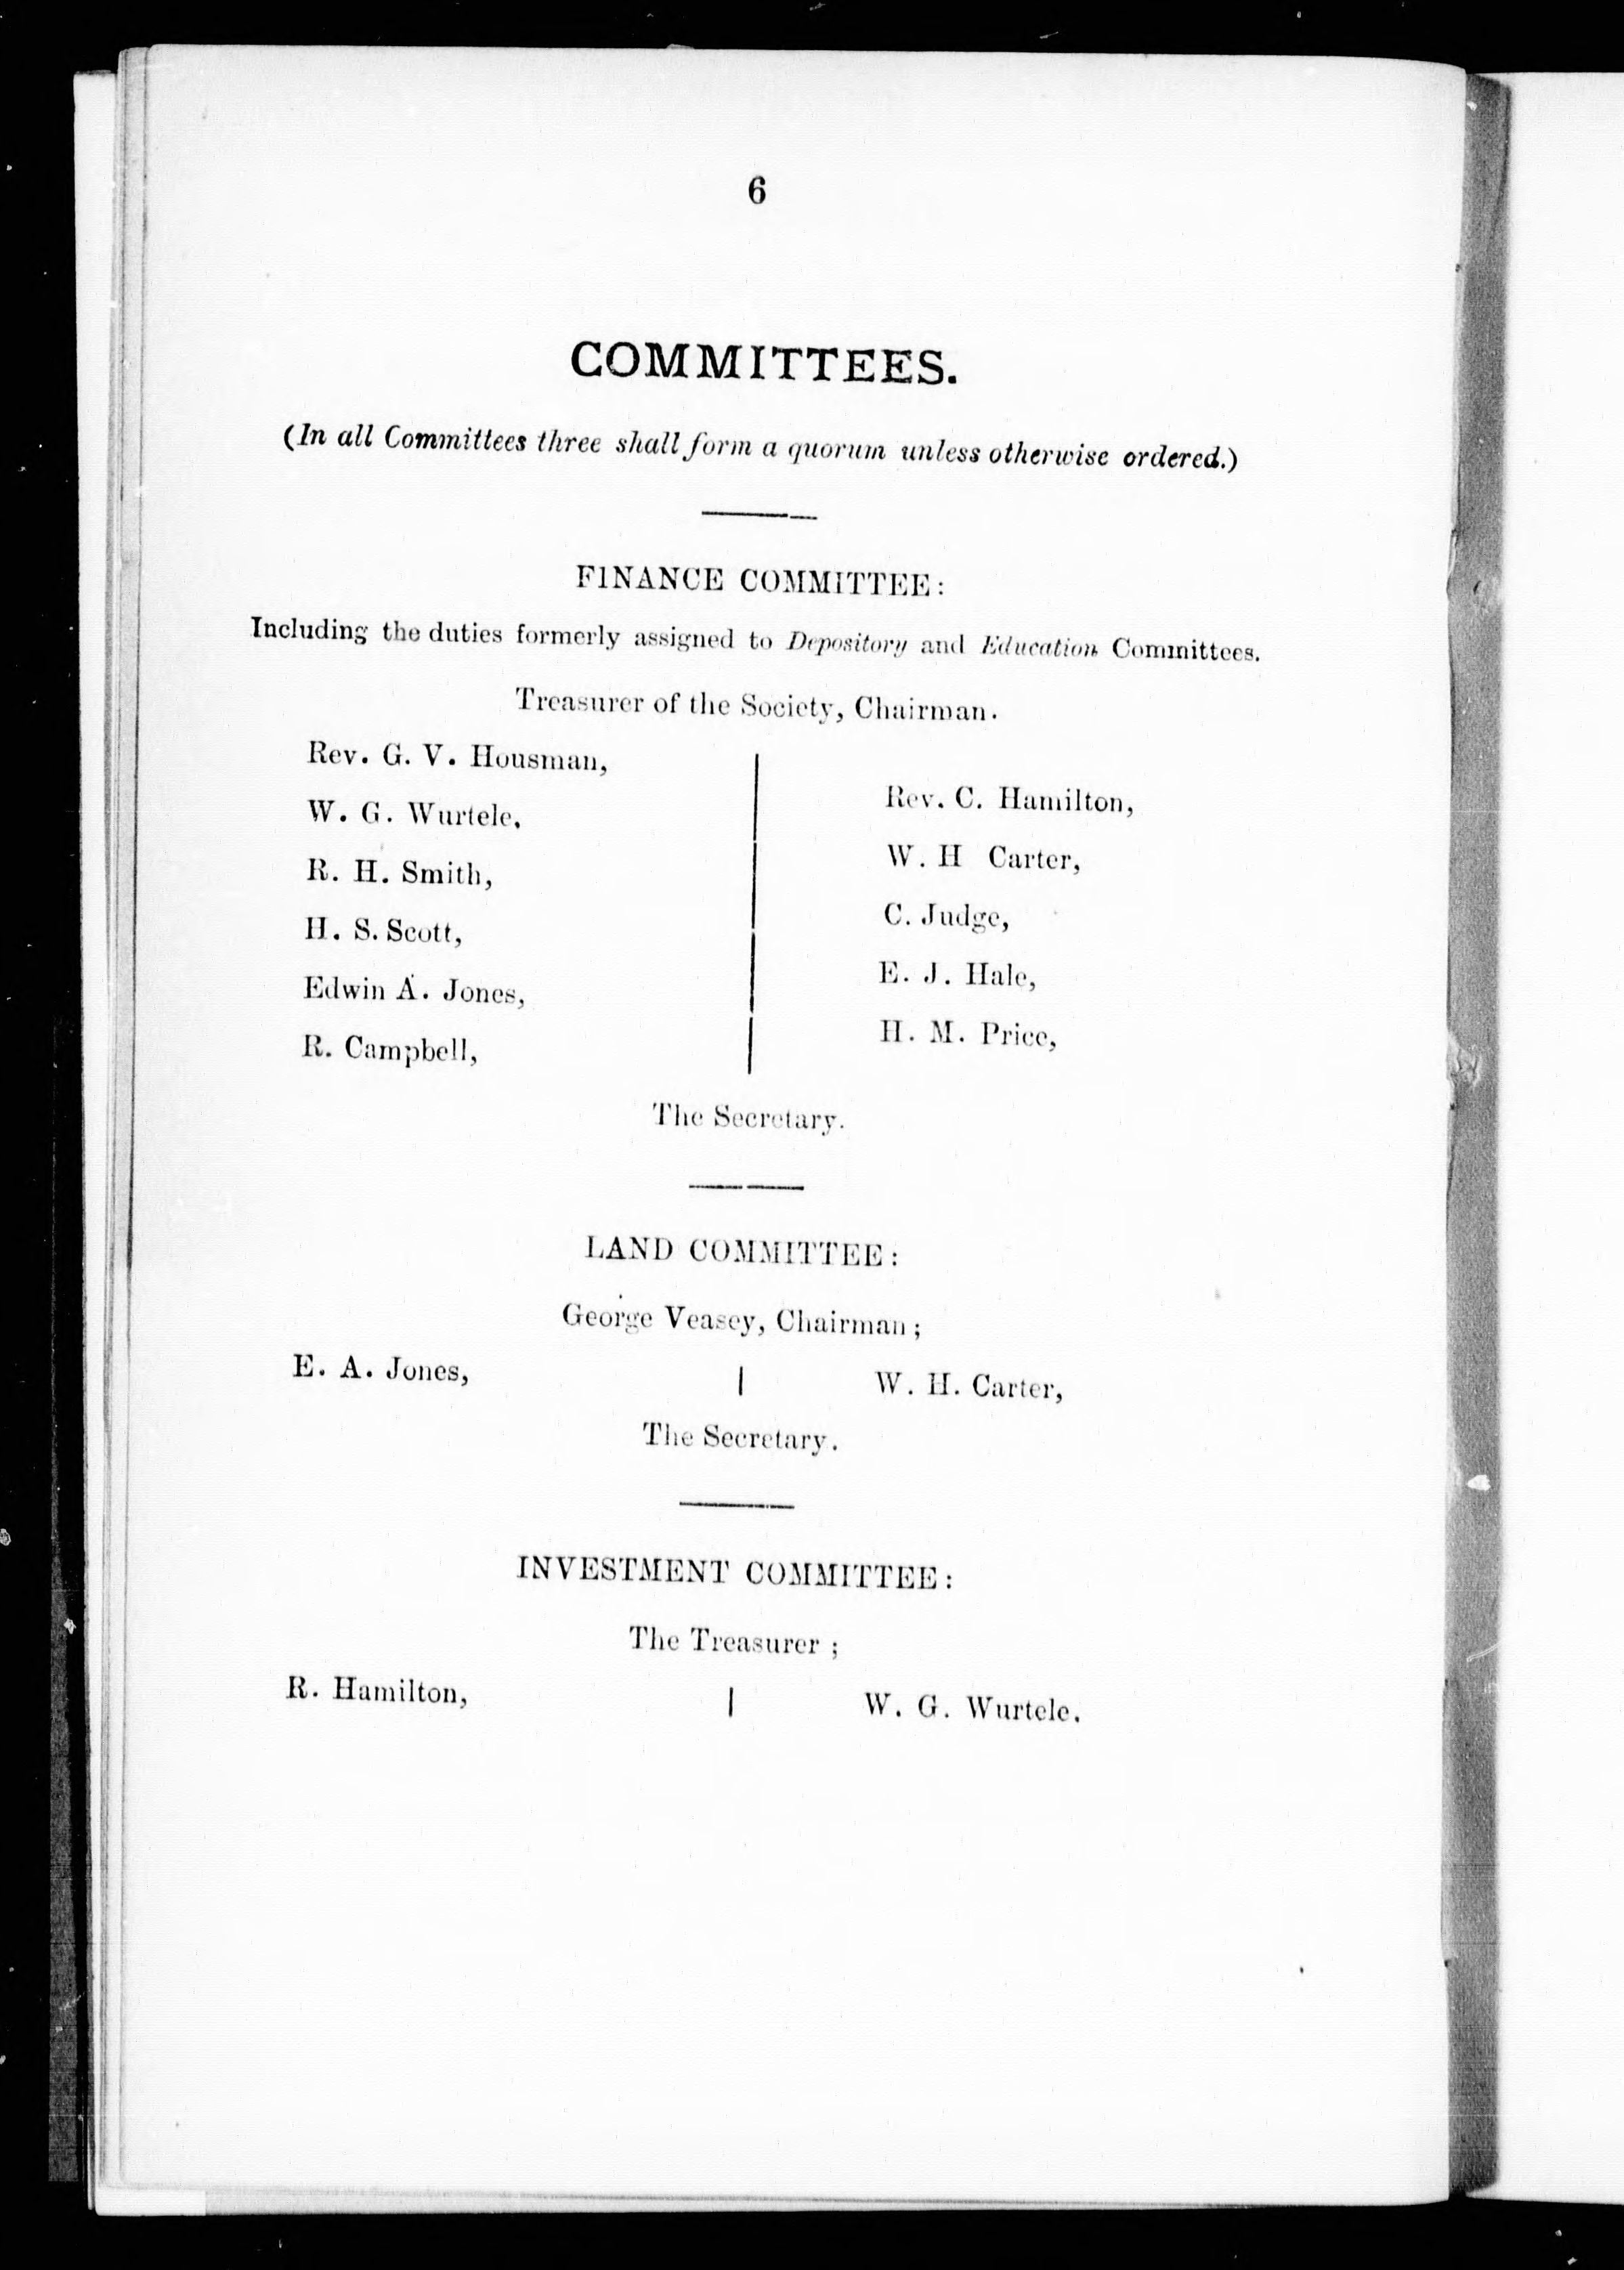 6
COMMITTEES.
(In all Committees three shall form a quorum unless otherwise ordered.)
FINANCE COMMITTEE:
Including the duties formerly assigned to Depository and Education Committees.
Treasurer of the Society, Chairman.
Rev. G. V. Housman,
W. G. Wurtele,
R. H. Smith,
H. S. Scott,
Edwin A. Jones,
R. Campbell,
Rev. C. Hamilton,
W. H Carter,
C. Judge,
E. J. Hale,
H. M. Price,
The Secretary.
LAND COMMITTEE:
George Veasey, Chairman;
E. A. Jones, | W. H. Carter,
The Secretary.
INVESTMENT COMMITTEE:
The Treasurer ;
R. Hamilton, | W. G. Wurtele.